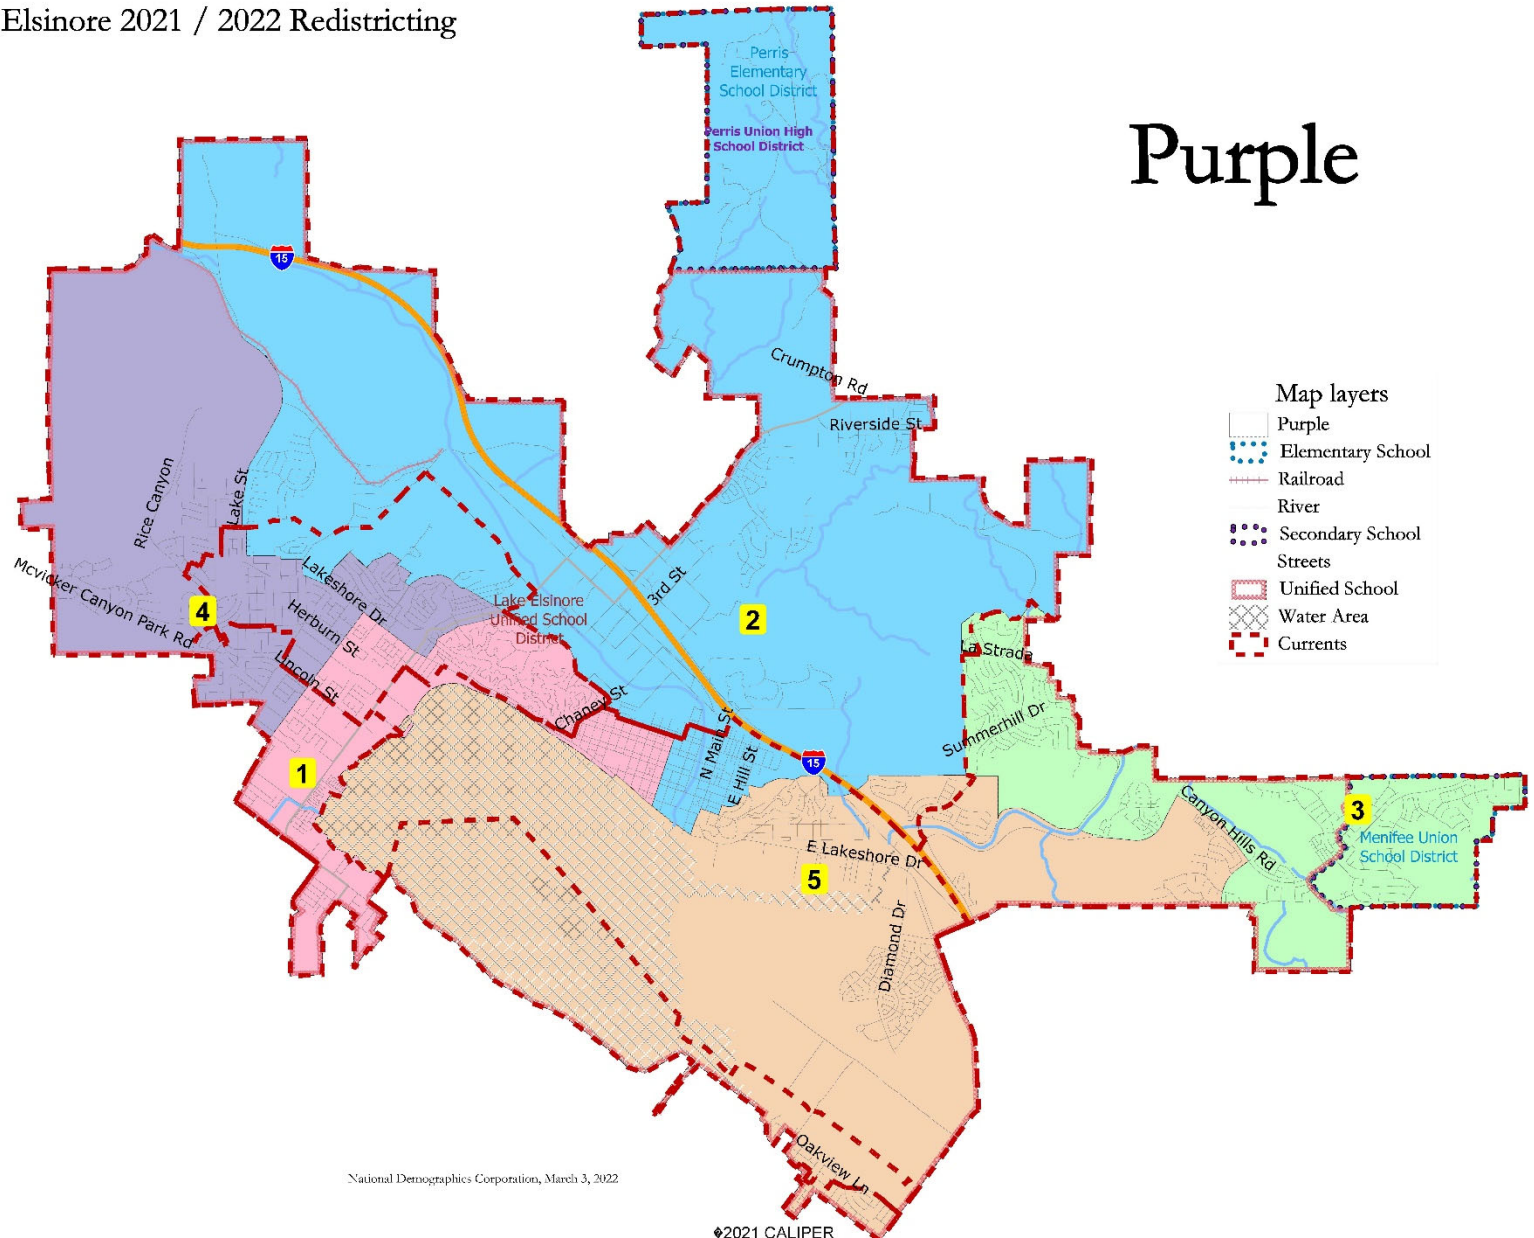 Elsinore 2021 / 2022 Redistricting
Purple
Perris
Elementary
School District
Perris Union High
School District
15
Crumpton Rd
Riverside St
Map layers
Purple
Elementary School
Railroad
River
Secondary School
Streets
Unified School
Water Area
Currents
Rice Canyon
Lake St
Mcvicker Canyon Park Rd
4
Lakeshore Dr
Herburn St
Lincoln St
Lake Elsinore
Unified School
District
3rd St
2
La Strada
Chaney St
N Main St
E Hill St
Summerhill Dr
15
1
Canyon Hills Rd
3
Menifee Union
School District
E Lakeshore Dr
5
Diamond Dr
Oakview Ln
National Demographics Corporation, March 3, 2022
�2021 CALIPER